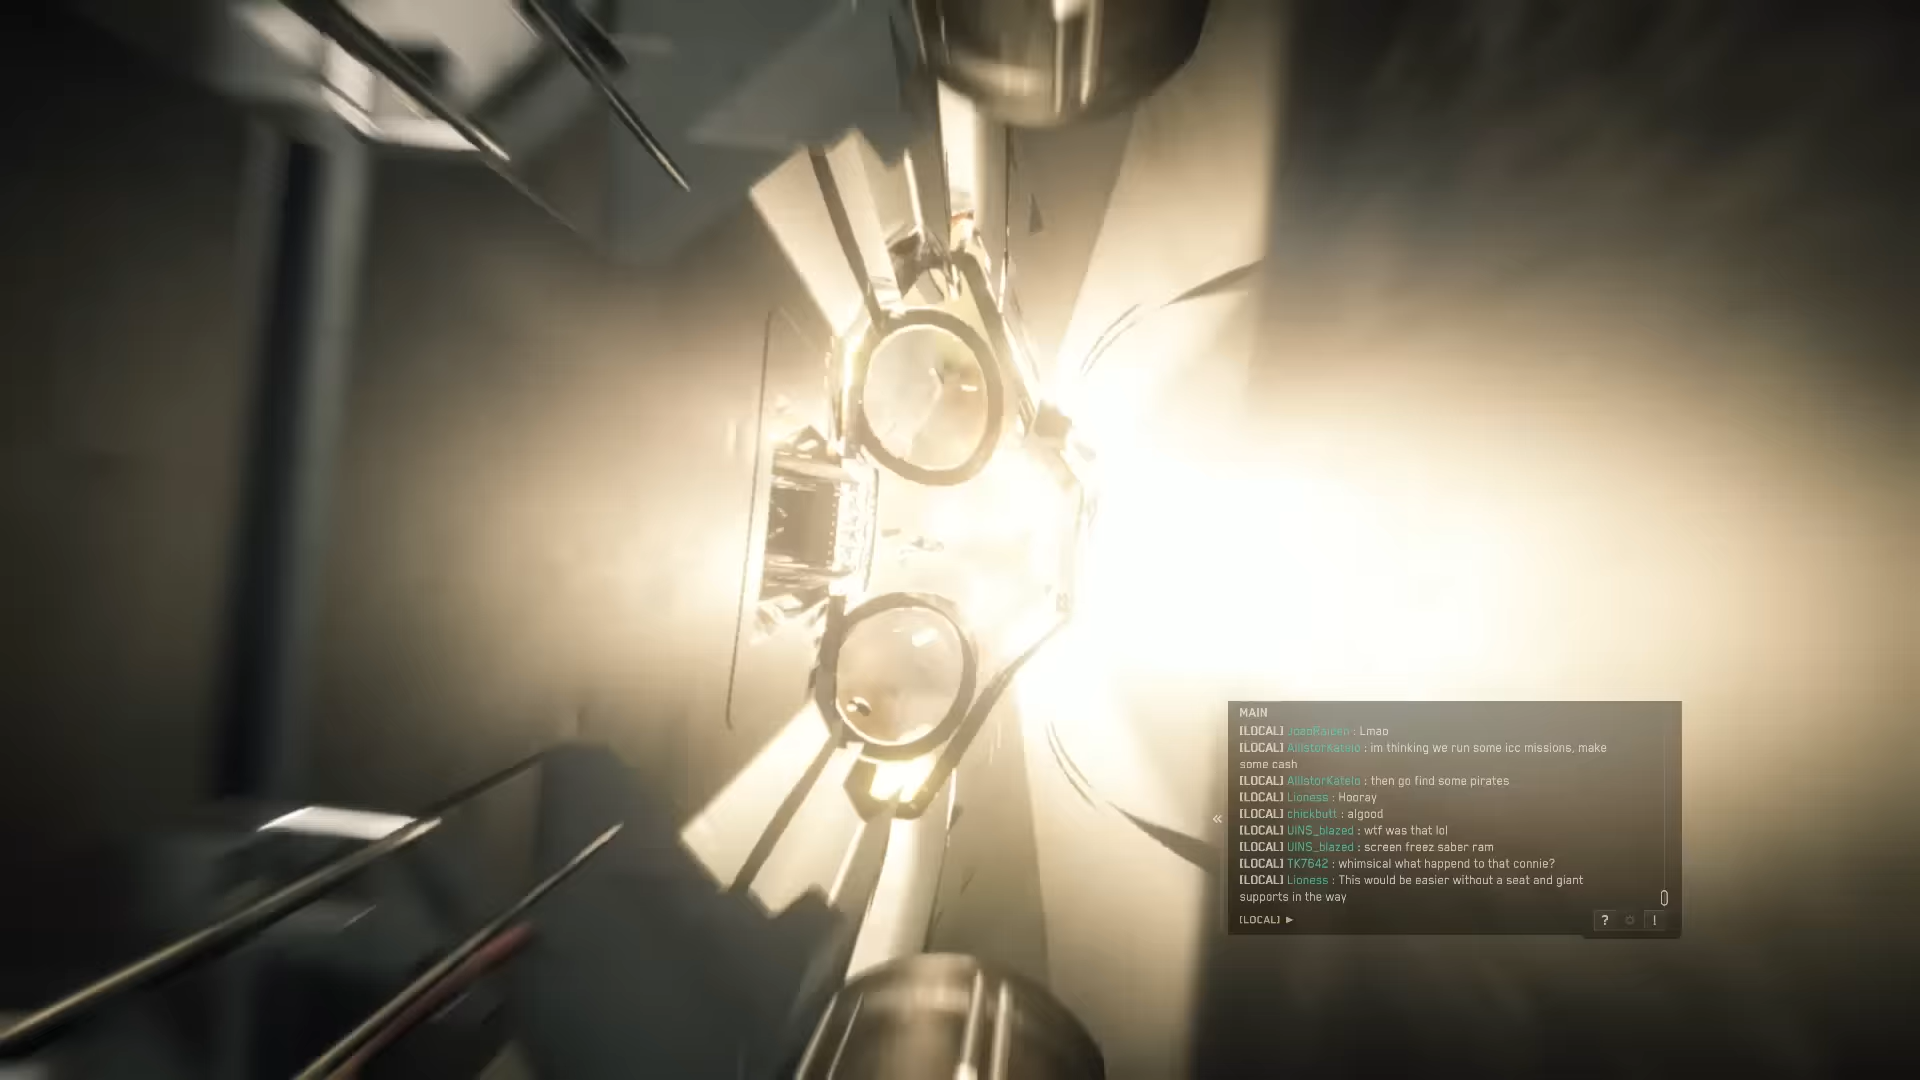 MAIN
[LOCAL] JoaoRaiden : Lmao
[LOCAL] AllistorKatelo : im thinking we run some icc missions, make
some cash
[LOCAL] AllistorKatelo : then go find some pirates
[LOCAL] Lioness : Hooray
[LOCAL] chickbutt : algood
[LOCAL] UINS_blazed : wtf was that lol
[LOCAL] UINS_blazed : screen freez saber ram
[LOCAL] TK7642 : whimsical what happend to that connie?
[LOCAL] Lioness : This would be easier without a seat and giant
supports in the way
«
[LOCAL] ►
? !